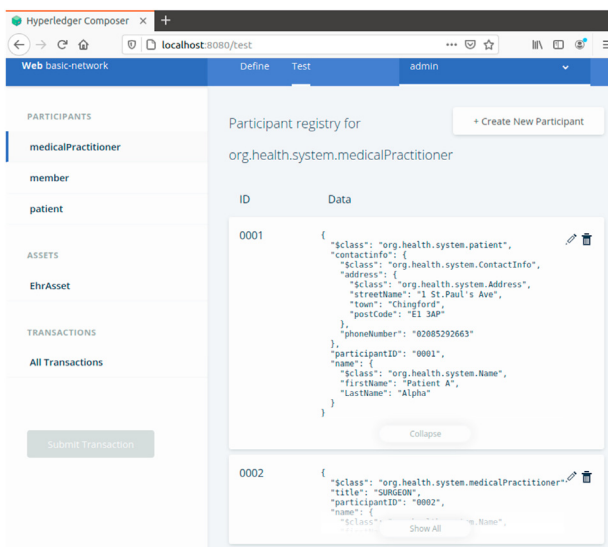 Hyperledger Composer
localhost:8080/test
Web basic-network
Define
Test
admin
PARTICIPANTS
medicalPractitioner
member
patient
ASSETS
EhrAsset
TRANSACTIONS
All Transactions
Submit Transaction
Participant registry for
org.health.system.medicalPractitioner
+ Create New Participant
ID Data
0001
{
"$class": "org.health.system.patient",
"contactinfo": {
"$class": "org.health.system.ContactInfo",
"address": {
"$class": "org.health.system.Address",
"streetName": "1 St.Paul's Ave",
"town": "Chingford",
"postCode": "E1 3AP"
},
"phoneNumber": "02085292663"
},
"participantID": "0001",
"name": {
"$class": "org.health.system.Name",
"firstName": "Patient A",
"LastName": "Alpha"
}
}
Collapse
0002
{
"$class": "org.health.system.medicalPractitioner"
"title": "SURGEON",
"participantID": "0002",
"name": {
"$class":
Name",
Show All